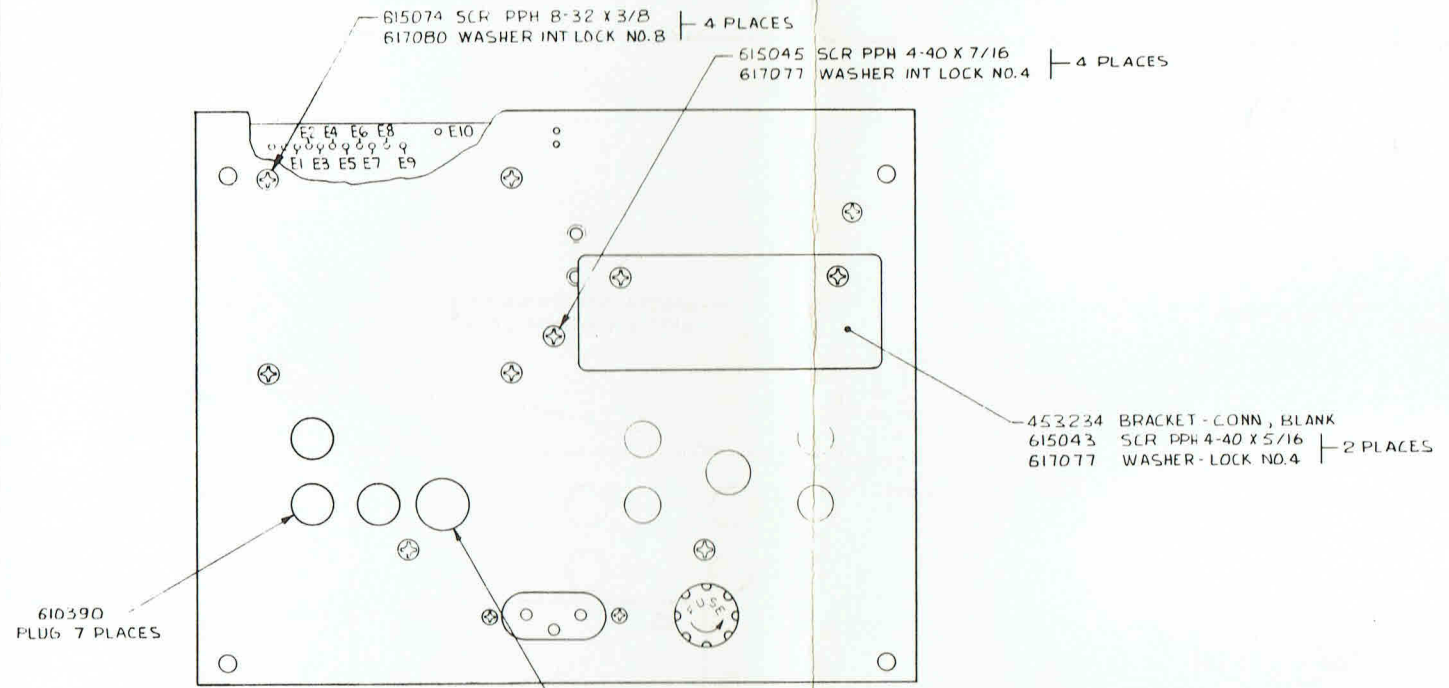 615074 SCR PPH 8-32 X 3/8
617080 WASHER INT LOCK NO.8
4 PLACES
615045 SCR PPH 4-40 X 7/16
617077 WASHER INT LOCK NO.4
4 PLACES
E2 E4 E6 E8 E10
E1 E3 E5 E7 E9
453234 BRACKET-CONN, BLANK
615043 SCR PPH 4-40 X 5/16
617077 WASHER-LOCK NO.4
2 PLACES
610390
PLUG 7 PLACES
FUSE